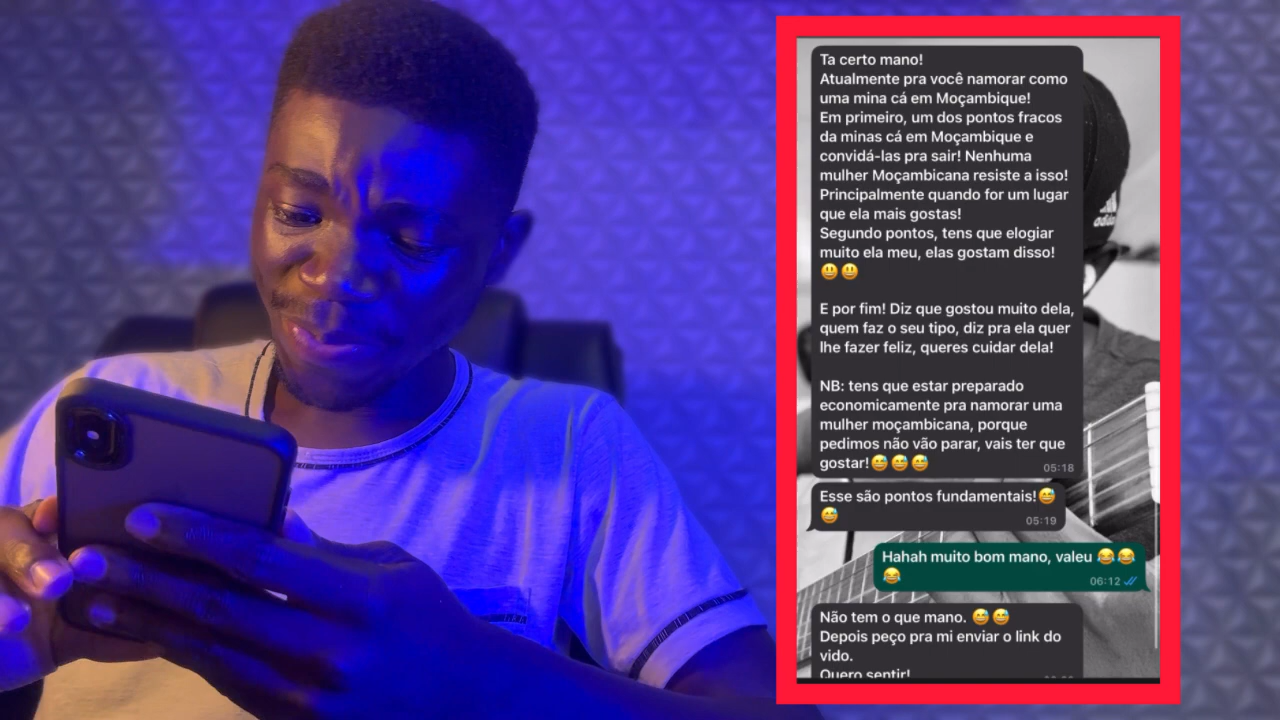 Ta certo mano!
Atualmente pra você namorar como
uma mina cá em Moçambique!
Em primeiro, um dos pontos fracos
da minas cá em Moçambique e
convidá-las pra sair! Nenhuma
mulher Moçambicana resiste a isso!
Principalmente quando for um lugar
que ela mais gostas!
Segundo pontos, tens que elogiar
muito ela meu, elas gostam disso!
😃😃
E por fim! Diz que gostou muito dela,
quem faz o seu tipo, diz pra ela quer
lhe fazer feliz, queres cuidar dela!
NB: tens que estar preparado
economicamente pra namorar uma
mulher moçambicana, porque
pedimos não vão parar, vais ter que
gostar!😅😅😅
05:18
Esse são pontos fundamentais!😅
😅
05:19
Hahah muito bom mano, valeu 😂😂
😂
06:12
Não tem o que mano. 😅😅
Depois peço pra mi enviar o link do
vido.
Quero sentir!
adidas